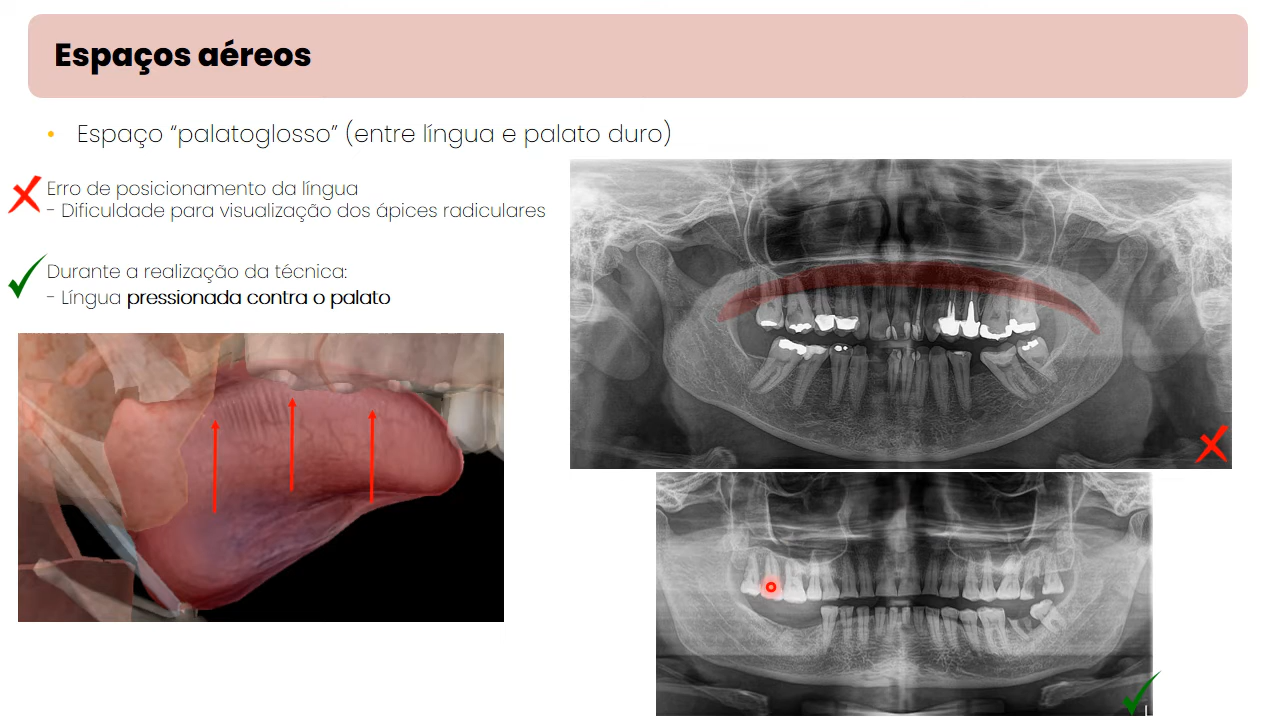 Espaços aéreos
• Espaço “palatoglosso” (entre língua e palato duro)
Erro de posicionamento da língua
- Dificuldade para visualização dos ápices radiculares
Durante a realização da técnica:
- Língua pressionada contra o palato